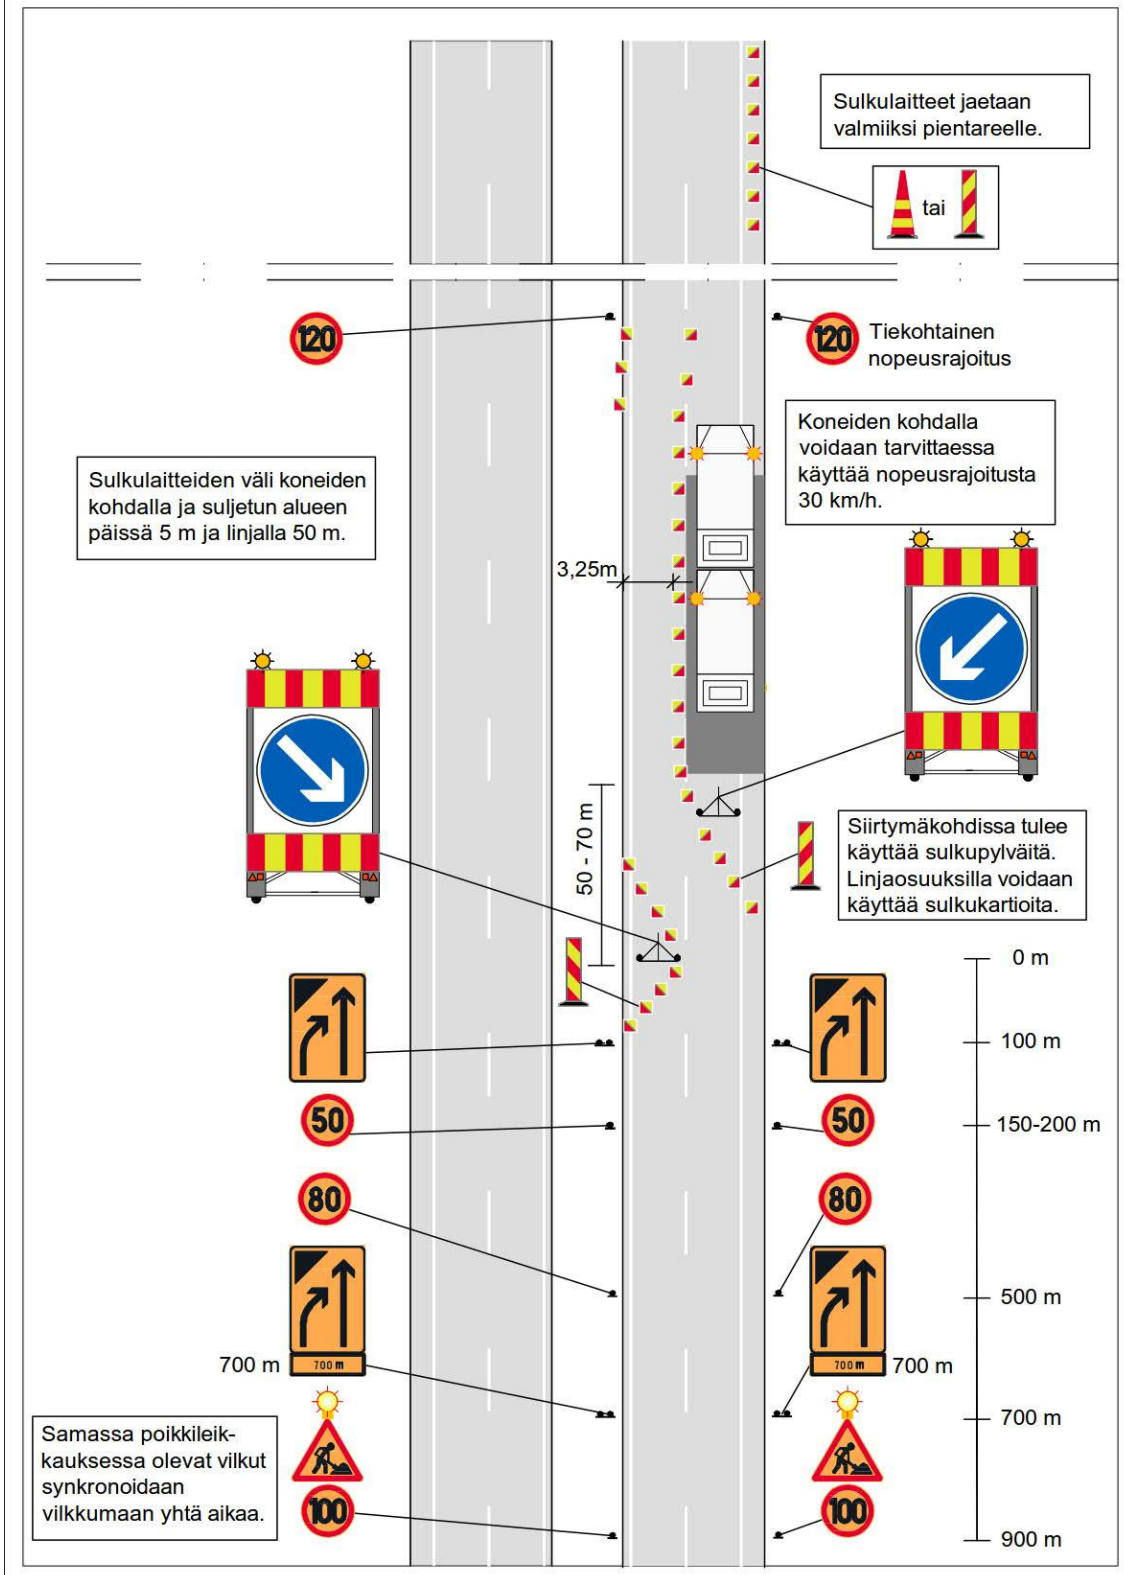 Sulkulaitteet jaetaan
valmiiksi pientareelle.
tai
120
120
Tiekohtainen
nopeusrajoitus
Koneiden kohdalla
voidaan tarvittaessa
käyttää nopeusrajoitusta
30 km/h.
Sulkulaitteiden väli koneiden
kohdalla ja suljetun alueen
päissä 5 m ja linjalla 50 m.
3,25m
50 - 70 m
Siirtymäkohdissa tulee
käyttää sulkupylväitä.
Linjaosuuksilla voidaan
käyttää sulkukartioita.
0 m
100 m
50
50
150-200 m
80
80
500 m
700 m
700 m
700 m
700 m
700 m
Samassa poikkileik-
kauksessa olevat vilkut
synkronoidaan
vilkkumaan yhtä aikaa.
100
100
900 m